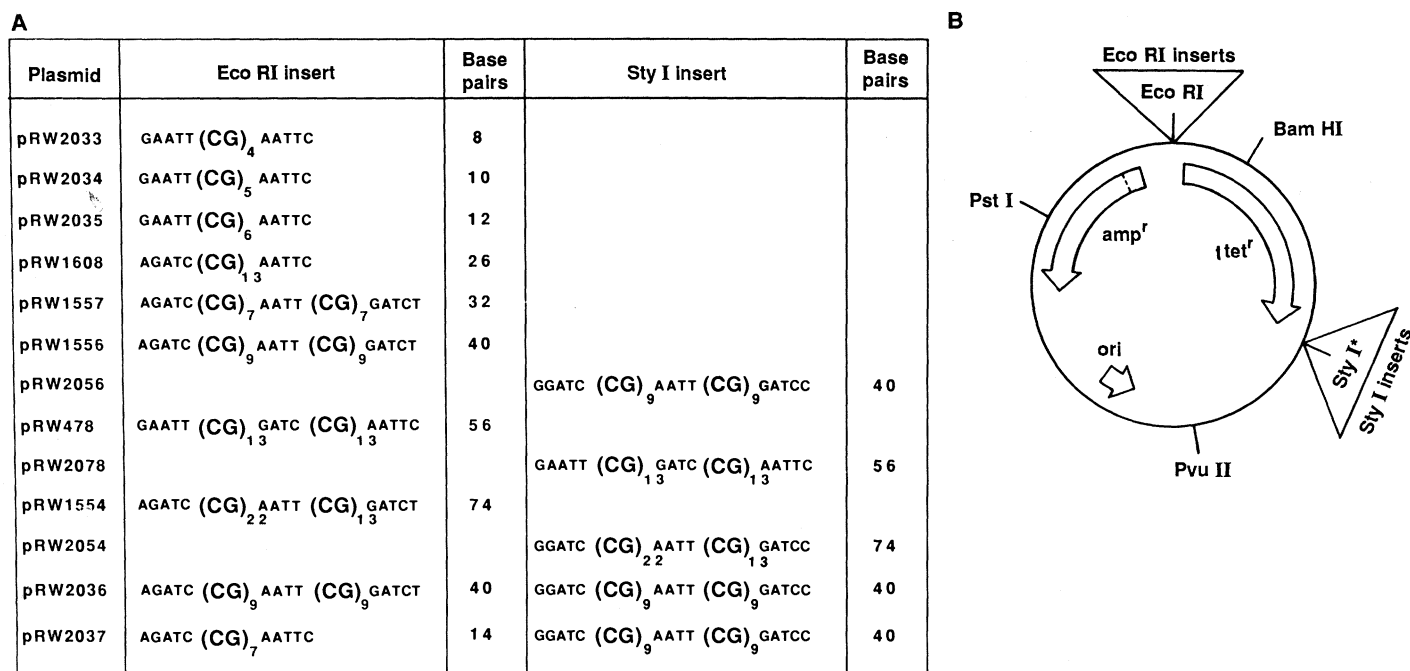 A
Plasmid Eco RI insert Base pairs Sty I insert Base pairs
pRW2033 GAATT (CG)4 AATTC 8
pRW2034 GAATT (CG)5 AATTC 10
pRW2035 GAATT (CG)6 AATTC 12
pRW1608 AGATC (CG)13 AATTC 26
pRW1557 AGATC (CG)7 AATT (CG)7 GATCT 32
pRW1556 AGATC (CG)9 AATT (CG)9 GATCT 40
pRW2056 GGATC (CG)9 AATT (CG)9 GATCC 40
pRW478 GAATT (CG)13 GATC (CG)13 AATTC 56
pRW2078 GAATT (CG)13 GATC (CG)13 AATTC 56
pRW1554 AGATC (CG)22 AATT (CG)13 GATCT 74
pRW2054 GGATC (CG)22 AATT (CG)13 GATCC 74
pRW2036 AGATC (CG)9 AATT (CG)9 GATCT 40 GGATC (CG)9 AATT (CG)9 GATCC 40
pRW2037 AGATC (CG)7 AATTC 14 GGATC (CG)9 AATT (CG)9 GATCC 40
B
Eco RI inserts
Eco RI
Bam HI
Pst I
ampr
tetr
Sty I*
Sty I inserts
ori
Pvu II